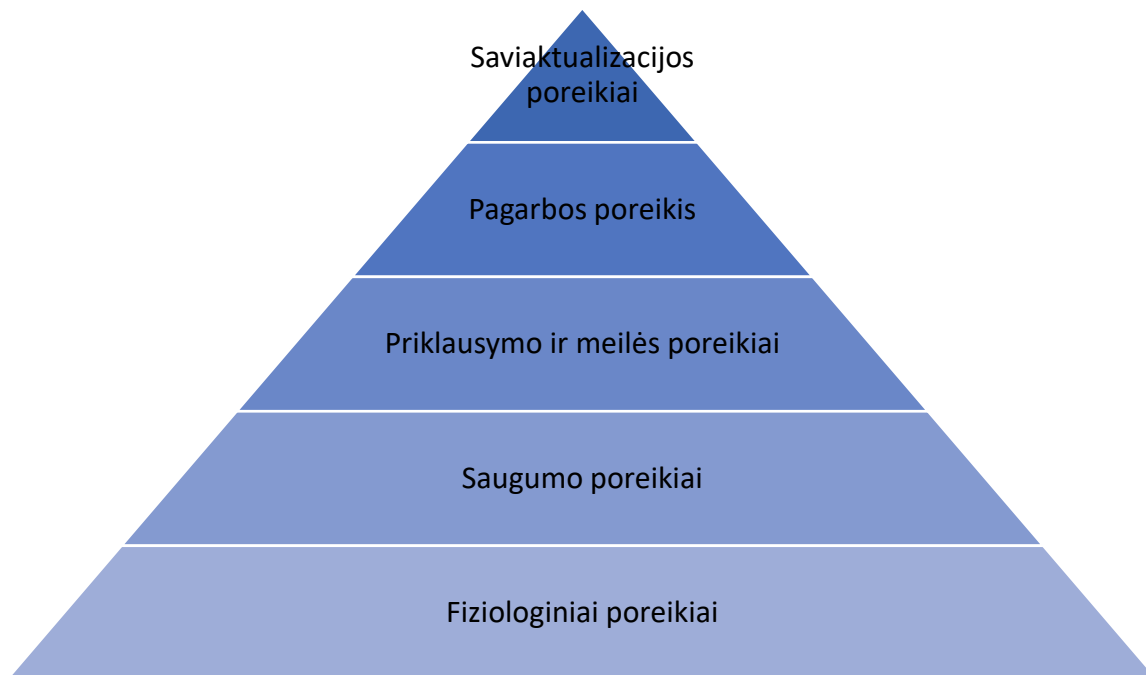 Saviaktualizacijos
poreikiai
Pagarbos poreikis
Priklausymo ir meilės poreikiai
Saugumo poreikiai
Fiziologiniai poreikiai